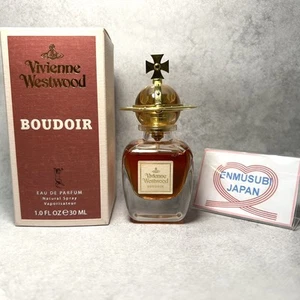 Vivienne
Westwood
BOUDOIR
EAU DE PARFUM
Natural Spray
Vaporisateur
1.0 FL.OZ℮30 ML
Vivienne
Westwood
BOUDOIR
ENMUSUBI
JAPAN